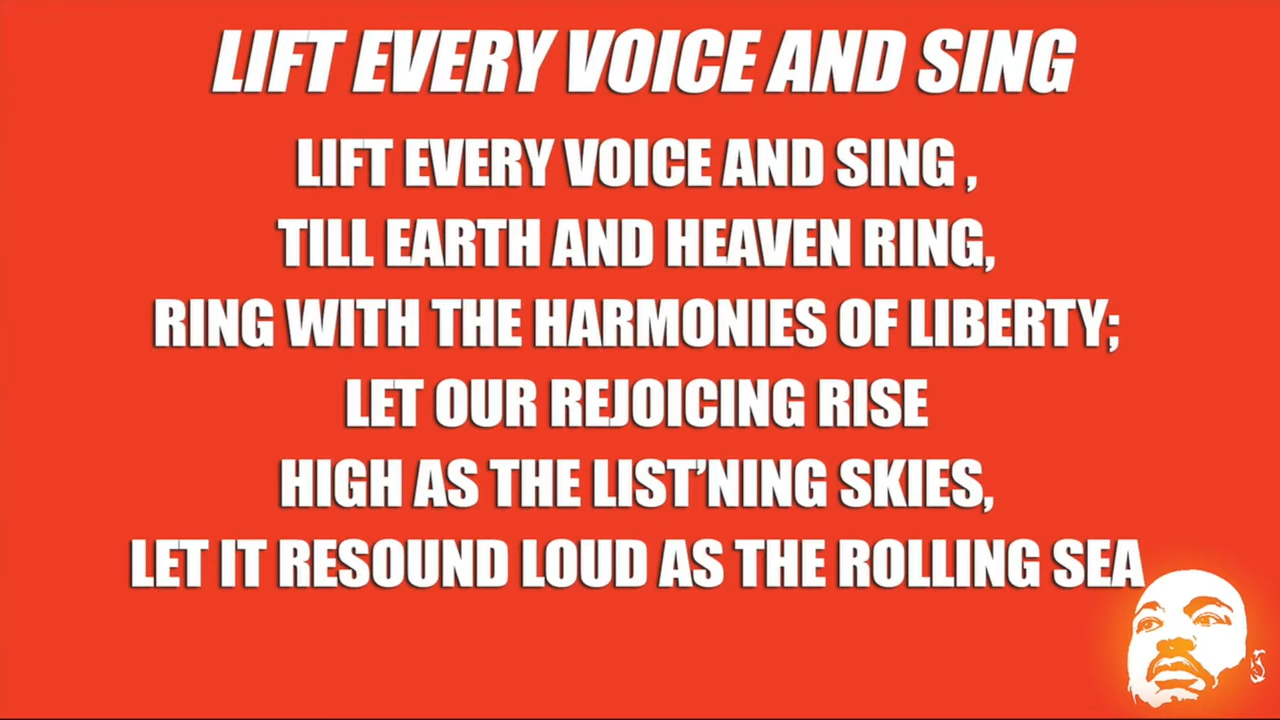 LIFT EVERY VOICE AND SING
LIFT EVERY VOICE AND SING ,
TILL EARTH AND HEAVEN RING,
RING WITH THE HARMONIES OF LIBERTY;
LET OUR REJOICING RISE
HIGH AS THE LIST’NING SKIES,
LET IT RESOUND LOUD AS THE ROLLING SEA